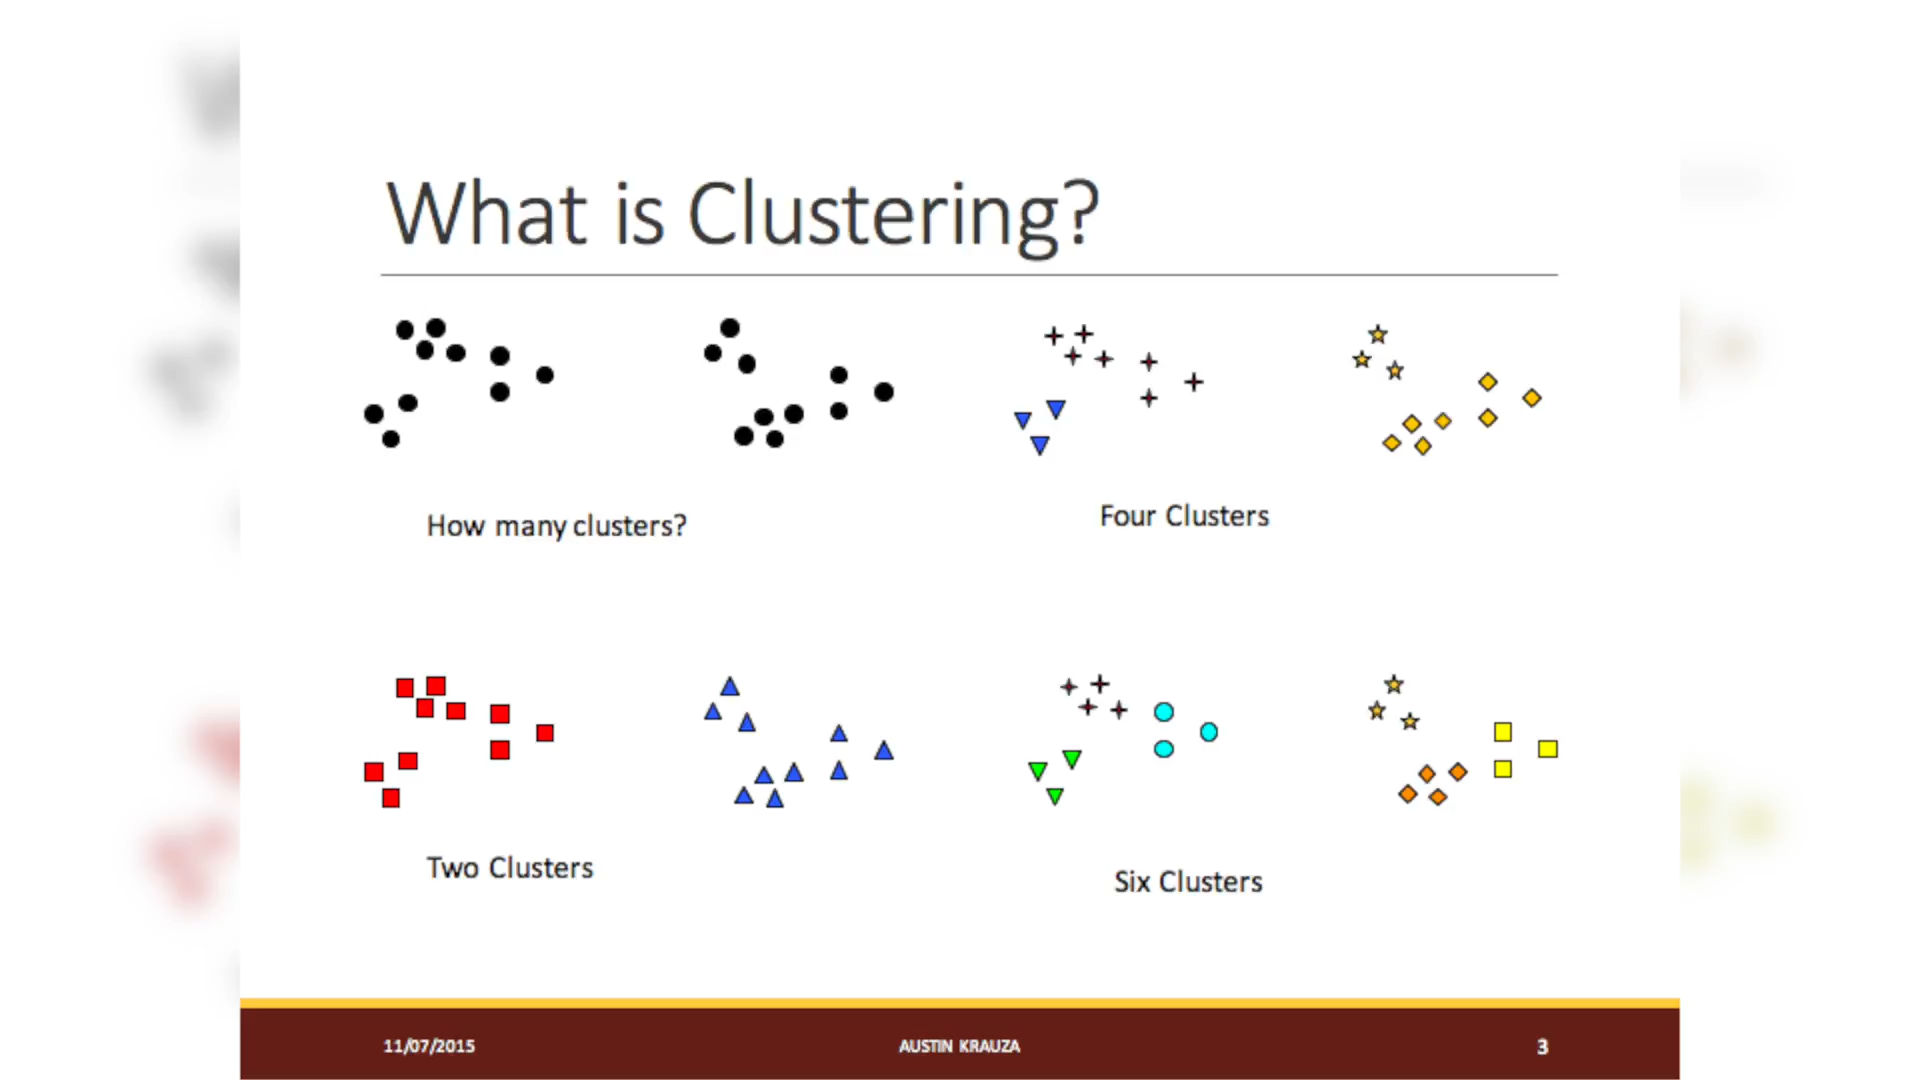 What is Clustering?
How many clusters?
Four Clusters
Two Clusters
Six Clusters
11/07/2015
AUSTIN KRAUZA
3